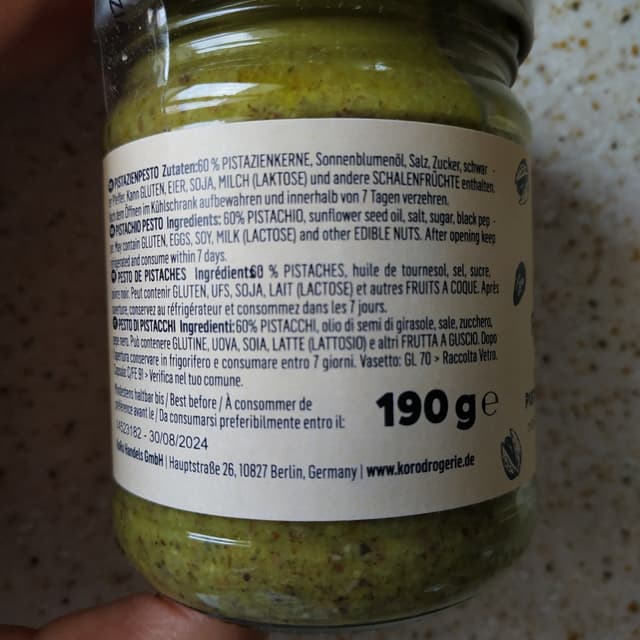 PISTAZIENPESTO Zutaten:60 % PISTAZIENKERNE, Sonnenblumenöl, Salz, Zucker, schwar -
Pfeffer. Kann GLUTEN, EIER, SOJA, MILCH (LAKTOSE) und andere SCHALENFRÜCHTE enthalten.
dem Öffnen im Kühlschrank aufbewahren und innerhalb von 7 Tagen verzehren.
PISTACHIO PESTO Ingredients: 60% PISTACHIO, sunflower seed oil, salt, sugar, black pep -
May contain GLUTEN, EGGS, SOY, MILK (LACTOSE) and other EDIBLE NUTS. After opening keep
and consume within 7 days.
PESTO DE PISTACHES Ingrédients:60 % PISTACHES, huile de tournesol, sel, sucre,
noir. Peut contenir GLUTEN, UFS, SOJA, LAIT (LACTOSE) et autres FRUITS A COQUE. Après
conservez au réfrigérateur et consommez dans les 7 jours.
PESTO DI PISTACCHI Ingredienti:60% PISTACCHI, olio di semi di girasole, sale, zucchero,
Può contenere GLUTINE, UOVA, SOIA, LATTE (LATTOSIO) e altri FRUTTA A GUSCIO. Dopo
conservare in frigorifero e consumare entro 7 giorni. Vasetto: GL 70 > Raccolta Vetro.
C/FE 91 > Verifica nel tuo comune.
Mindestens haltbar bis / Best before / À consommer de
préférence avant le / Da consumarsi preferibilmente entro il:
190 g e
14523182 - 30/08/2024
Handels GmbH | Hauptstraße 26, 10827 Berlin, Germany | www.korodrogerie.de